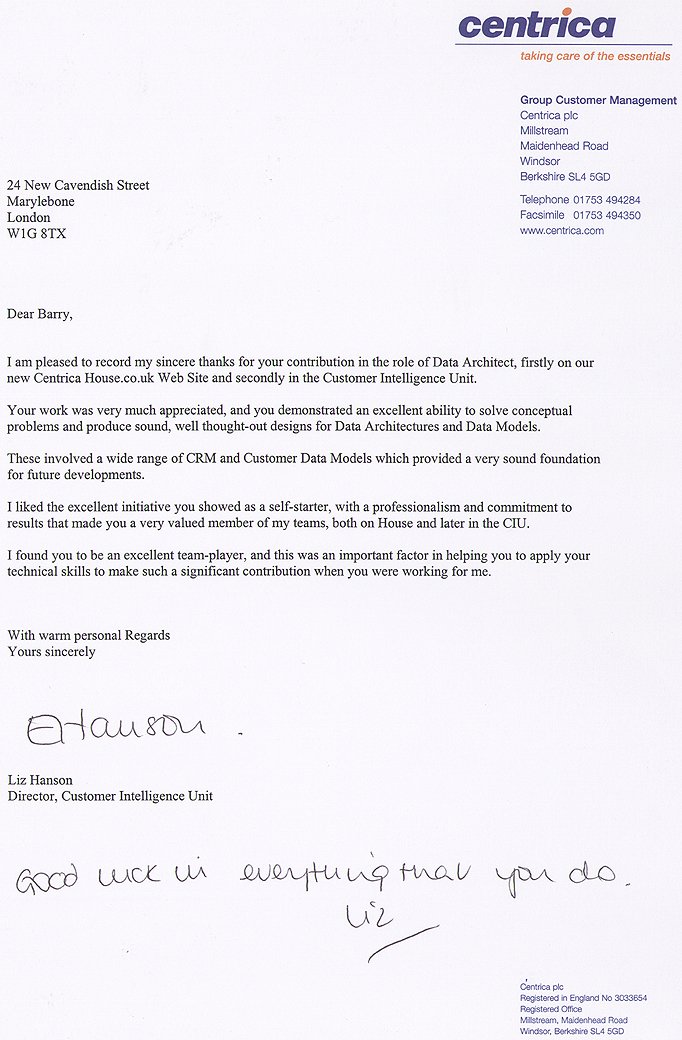 centrica
taking care of the essentials
Group Customer Management
Centrica plc
Millstream
Maidenhead Road
Windsor
Berkshire SL4 5GD
Telephone 01753 494284
Facsimile 01753 494350
www.centrica.com
24 New Cavendish Street
Marylebone
London
W1G 8TX
Dear Barry,
I am pleased to record my sincere thanks for your contribution in the role of Data Architect, firstly on our
new Centrica House.co.uk Web Site and secondly in the Customer Intelligence Unit.
Your work was very much appreciated, and you demonstrated an excellent ability to solve conceptual
problems and produce sound, well thought-out designs for Data Architectures and Data Models.
These involved a wide range of CRM and Customer Data Models which provided a very sound foundation
for future developments.
I liked the excellent initiative you showed as a self-starter, with a professionalism and commitment to
results that made you a very valued member of my teams, both on House and later in the CIU.
I found you to be an excellent team-player, and this was an important factor in helping you to apply your
technical skills to make such a significant contribution when you were working for me.
With warm personal Regards
Yours sincerely
EHanson.
Liz Hanson
Director, Customer Intelligence Unit
Good luck in everything that you do.
Liz
Centrica plc
Registered in England No 3033654
Registered Office
Millstream, Maidenhead Road
Windsor, Berkshire SL4 5GD